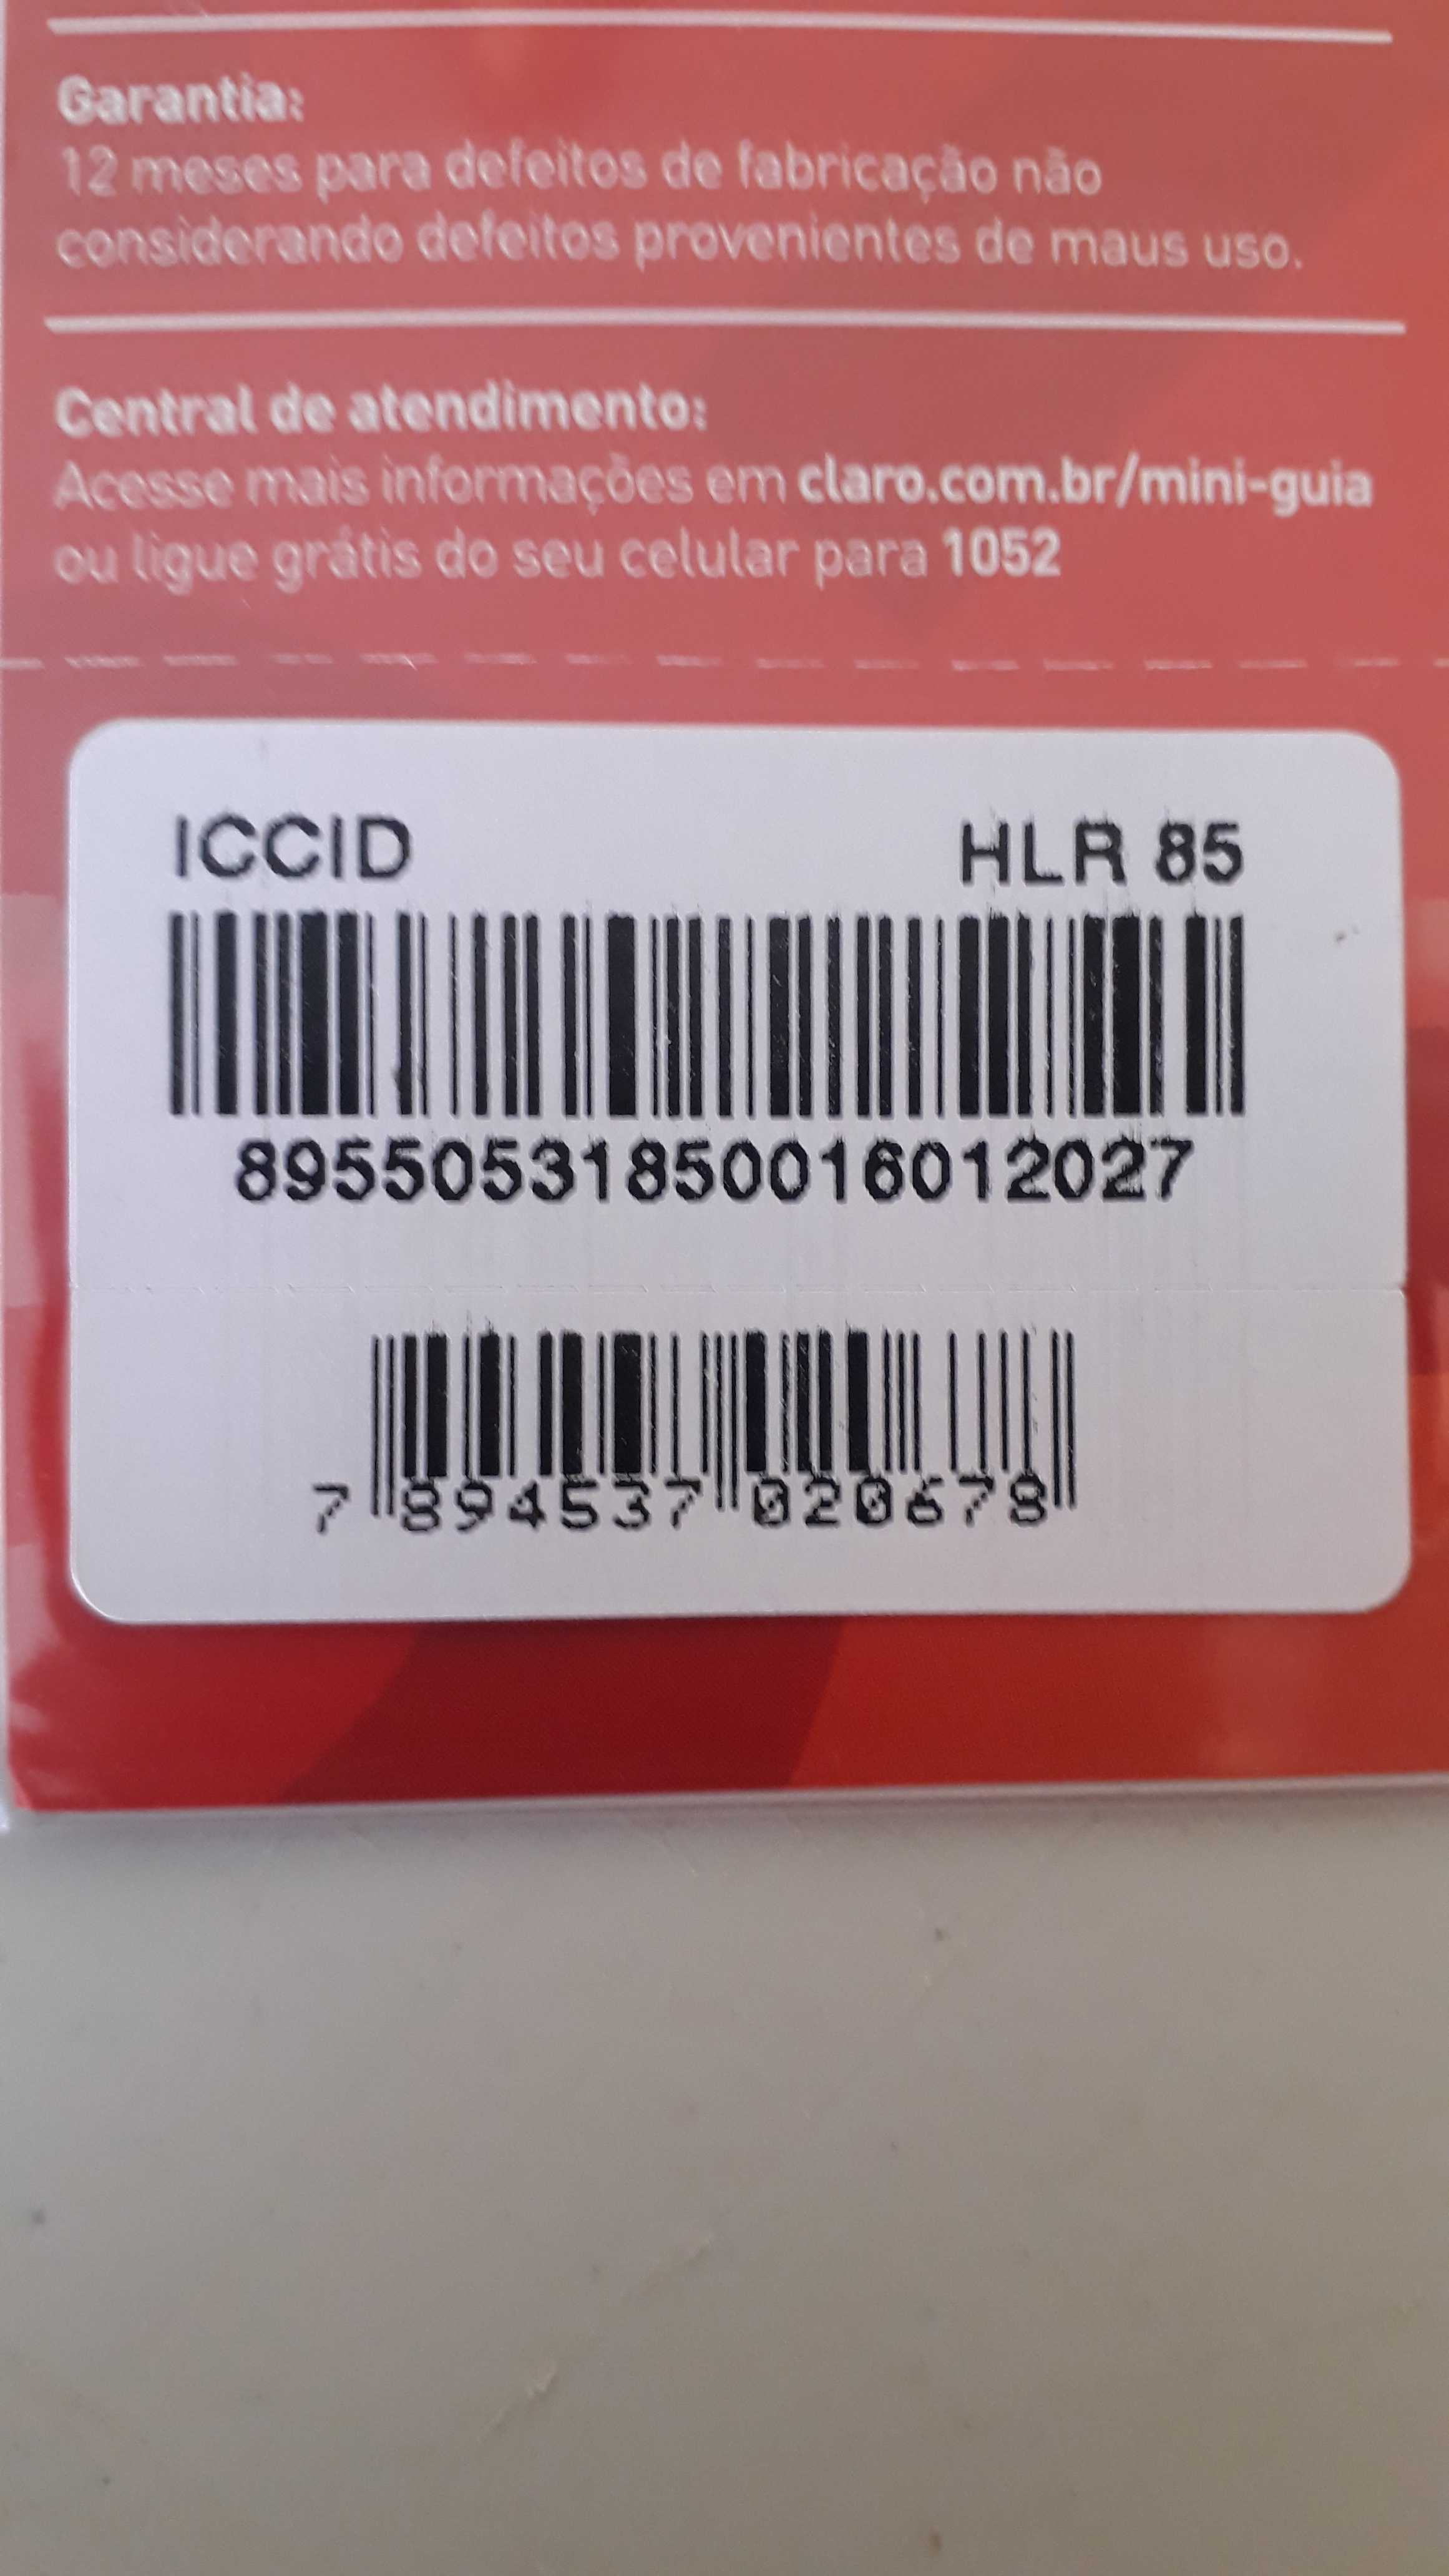 Garantia:
12 meses para defeitos de fabricação não
considerando defeitos provenientes de maus uso.
Central de atendimento:
Acesse mais informações em claro.com.br/mini-guia
ou ligue grátis do seu celular para 1052
ICCID HLR 85
89550531850016012027
7 894537 020678